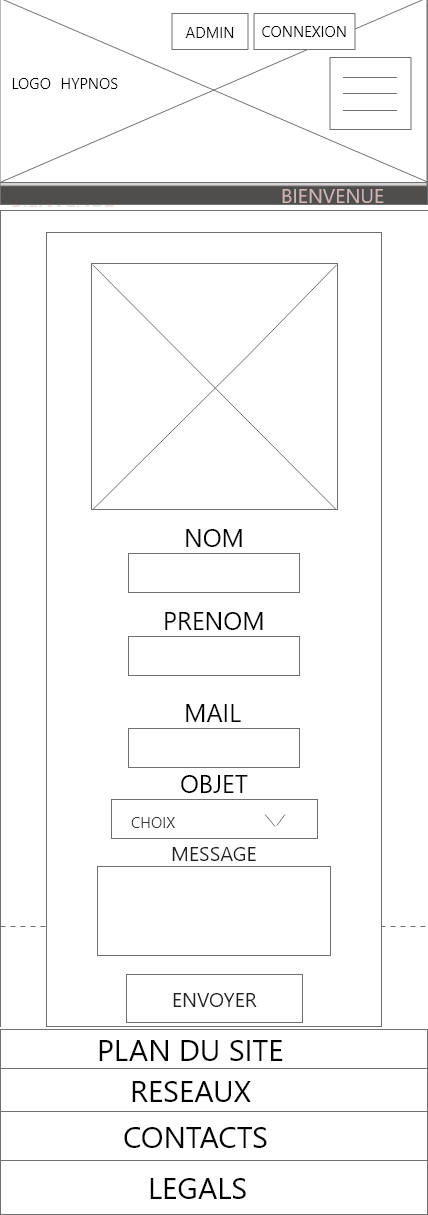 ADMIN
CONNEXION
LOGO HYPNOS
BIENVENUE
NOM
PRENOM
MAIL
OBJET
CHOIX
MESSAGE
ENVOYER
PLAN DU SITE
RESEAUX
CONTACTS
LEGALS